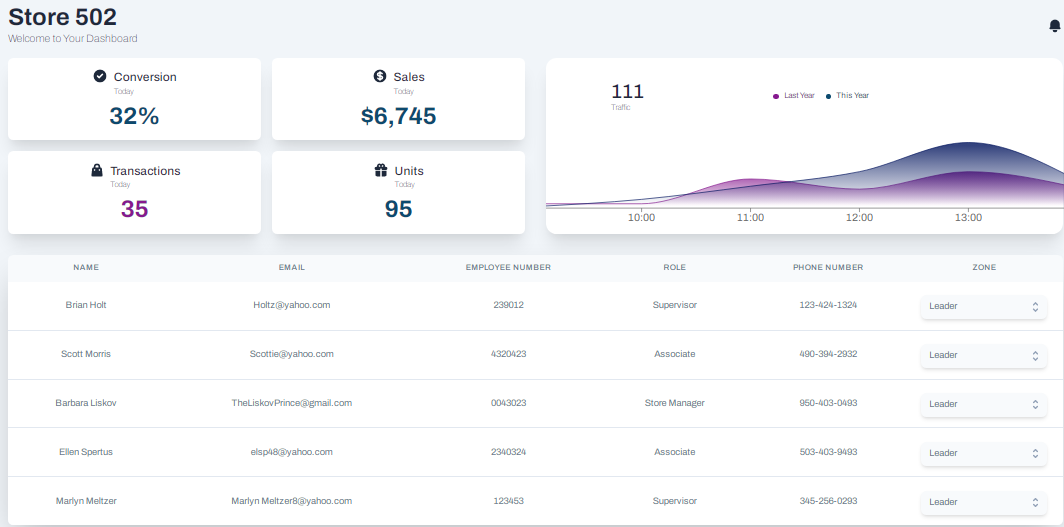 Store 502
Welcome to Your Dashboard
Conversion
Today
32%
Sales
Today
$6,745
Transactions
Today
35
Units
Today
95
111
Traffic
Last Year This Year
10:00 11:00 12:00 13:00
NAME EMAIL EMPLOYEE NUMBER ROLE PHONE NUMBER ZONE
Brian Holt Holtz@yahoo.com 239012 Supervisor 123-424-1324 Leader
Scott Morris Scottie@yahoo.com 4320423 Associate 490-394-2932 Leader
Barbara Liskov TheLiskovPrince@gmail.com 0043023 Store Manager 950-403-0493 Leader
Ellen Spertus elsp48@yahoo.com 2340324 Associate 503-403-9493 Leader
Marlyn Meltzer Marlyn Meltzer8@yahoo.com 123453 Supervisor 345-256-0293 Leader